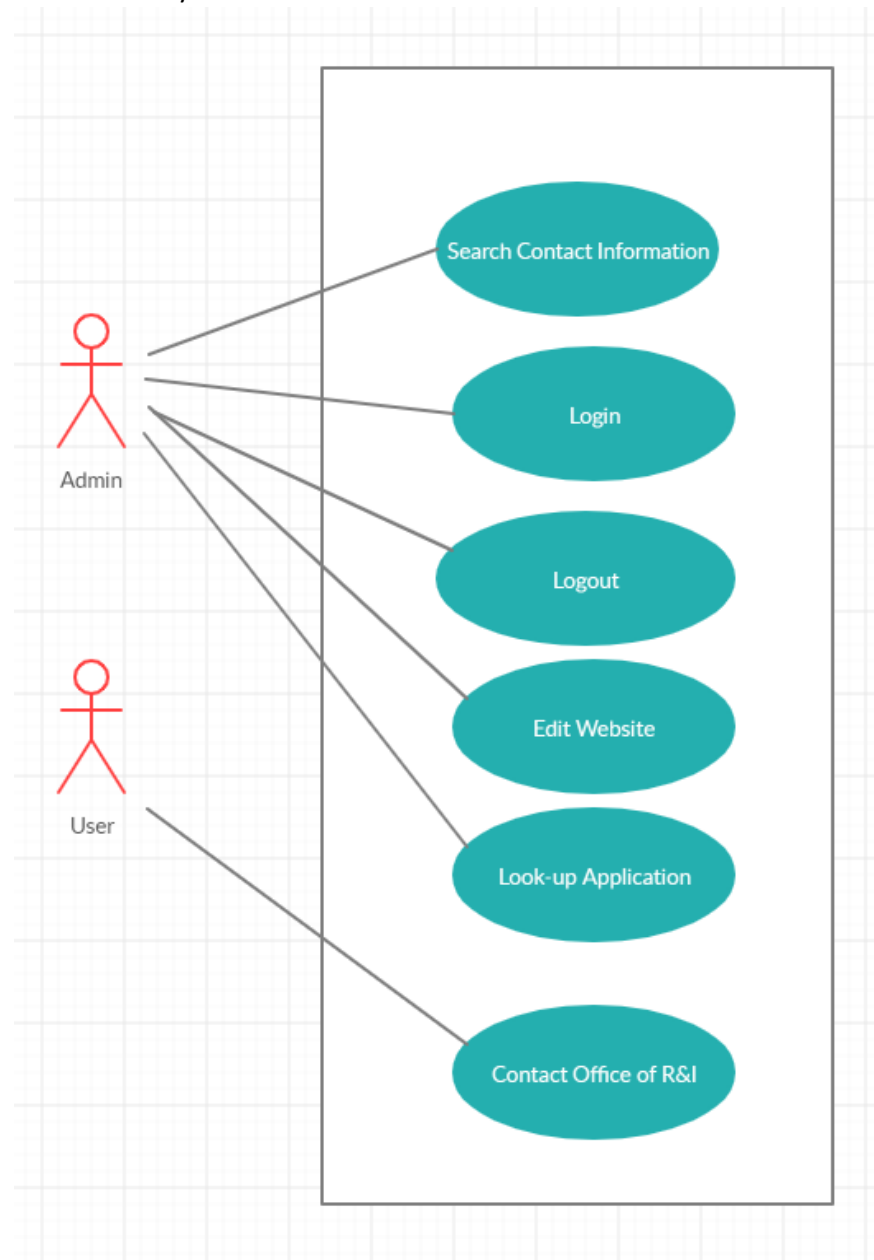 Search Contact Information
Login
Admin
Logout
Edit Website
User
Look-up Application
Contact Office of R&I